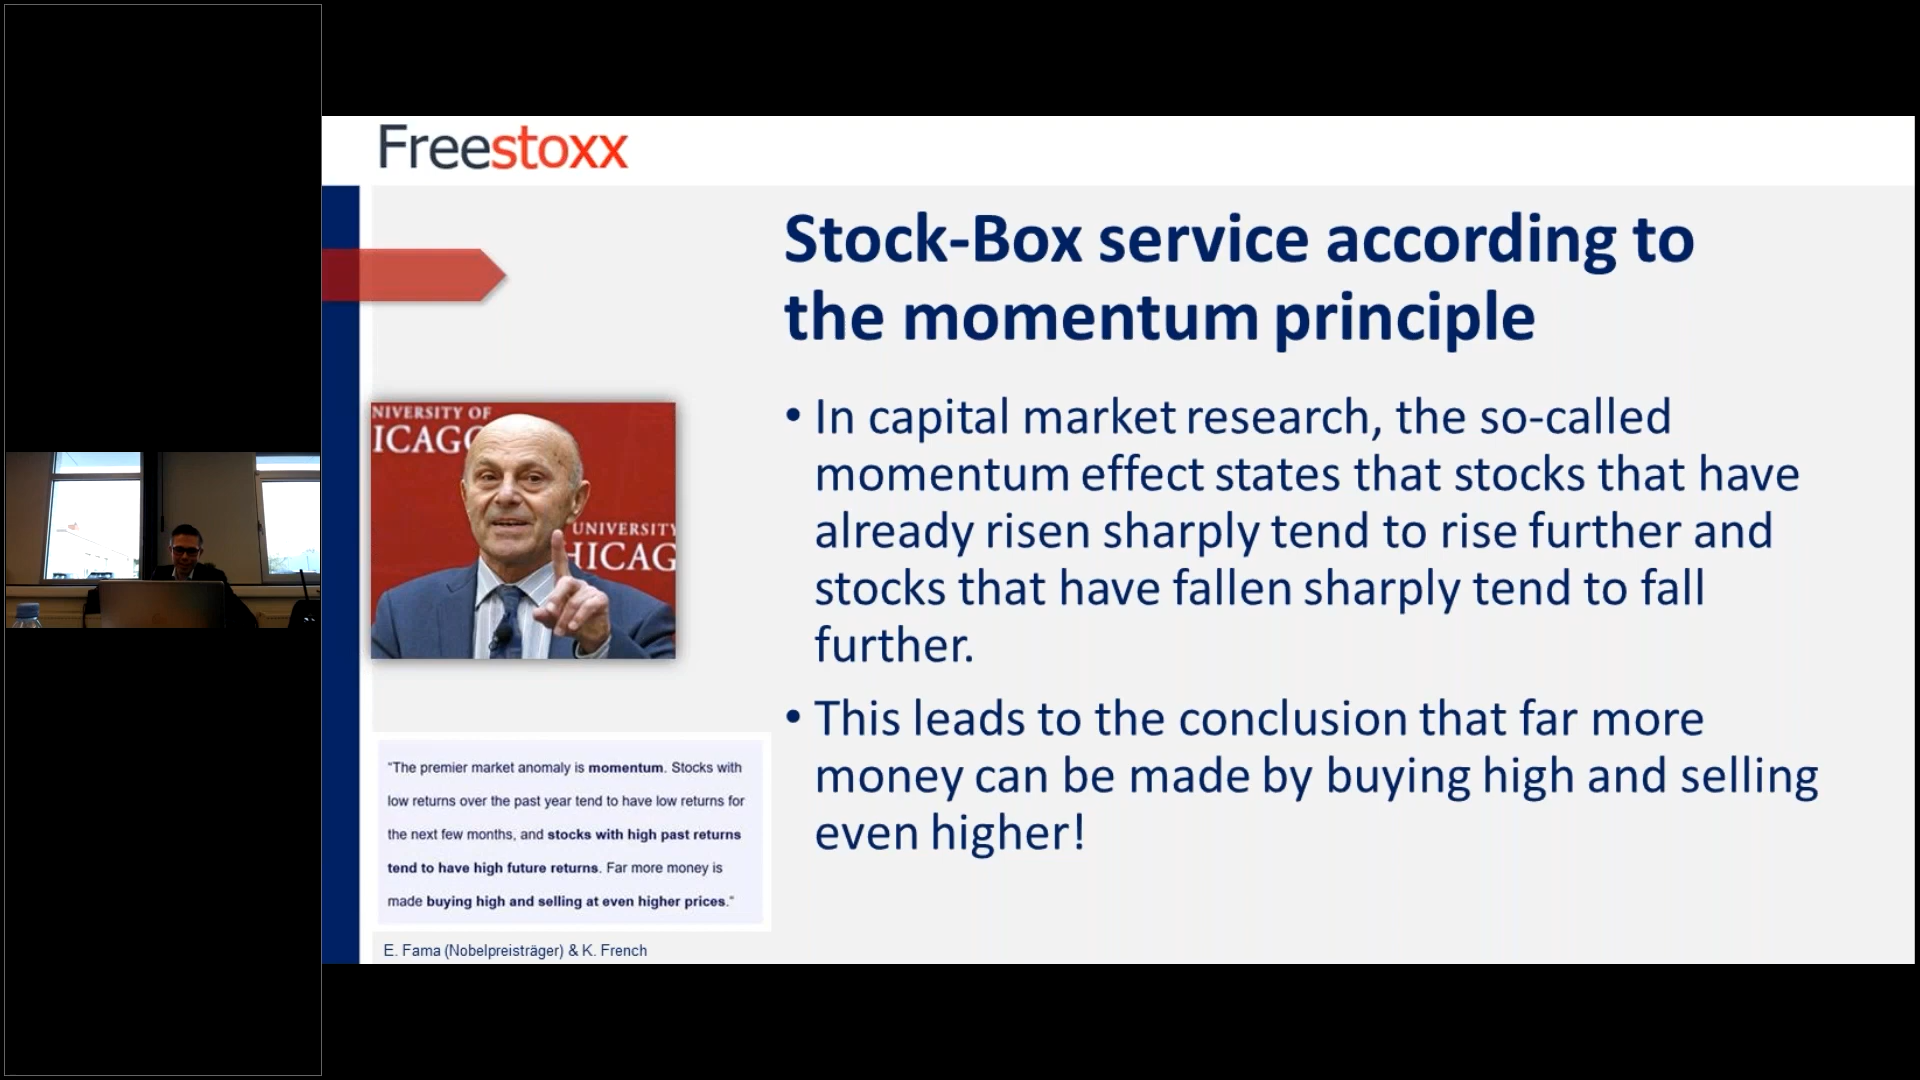 Freestoxx
Stock-Box service according to
the momentum principle
NIVERSITY OF
ICAGO
UNIVERSITY
HICAG
• In capital market research, the so-called
momentum effect states that stocks that have
already risen sharply tend to rise further and
stocks that have fallen sharply tend to fall
further.
• This leads to the conclusion that far more
money can be made by buying high and selling
even higher!
"The premier market anomaly is momentum. Stocks with
low returns over the past year tend to have low returns for
the next few months, and stocks with high past returns
tend to have high future returns. Far more money is
made buying high and selling at even higher prices."
E. Fama (Nobelpreisträger) & K. French